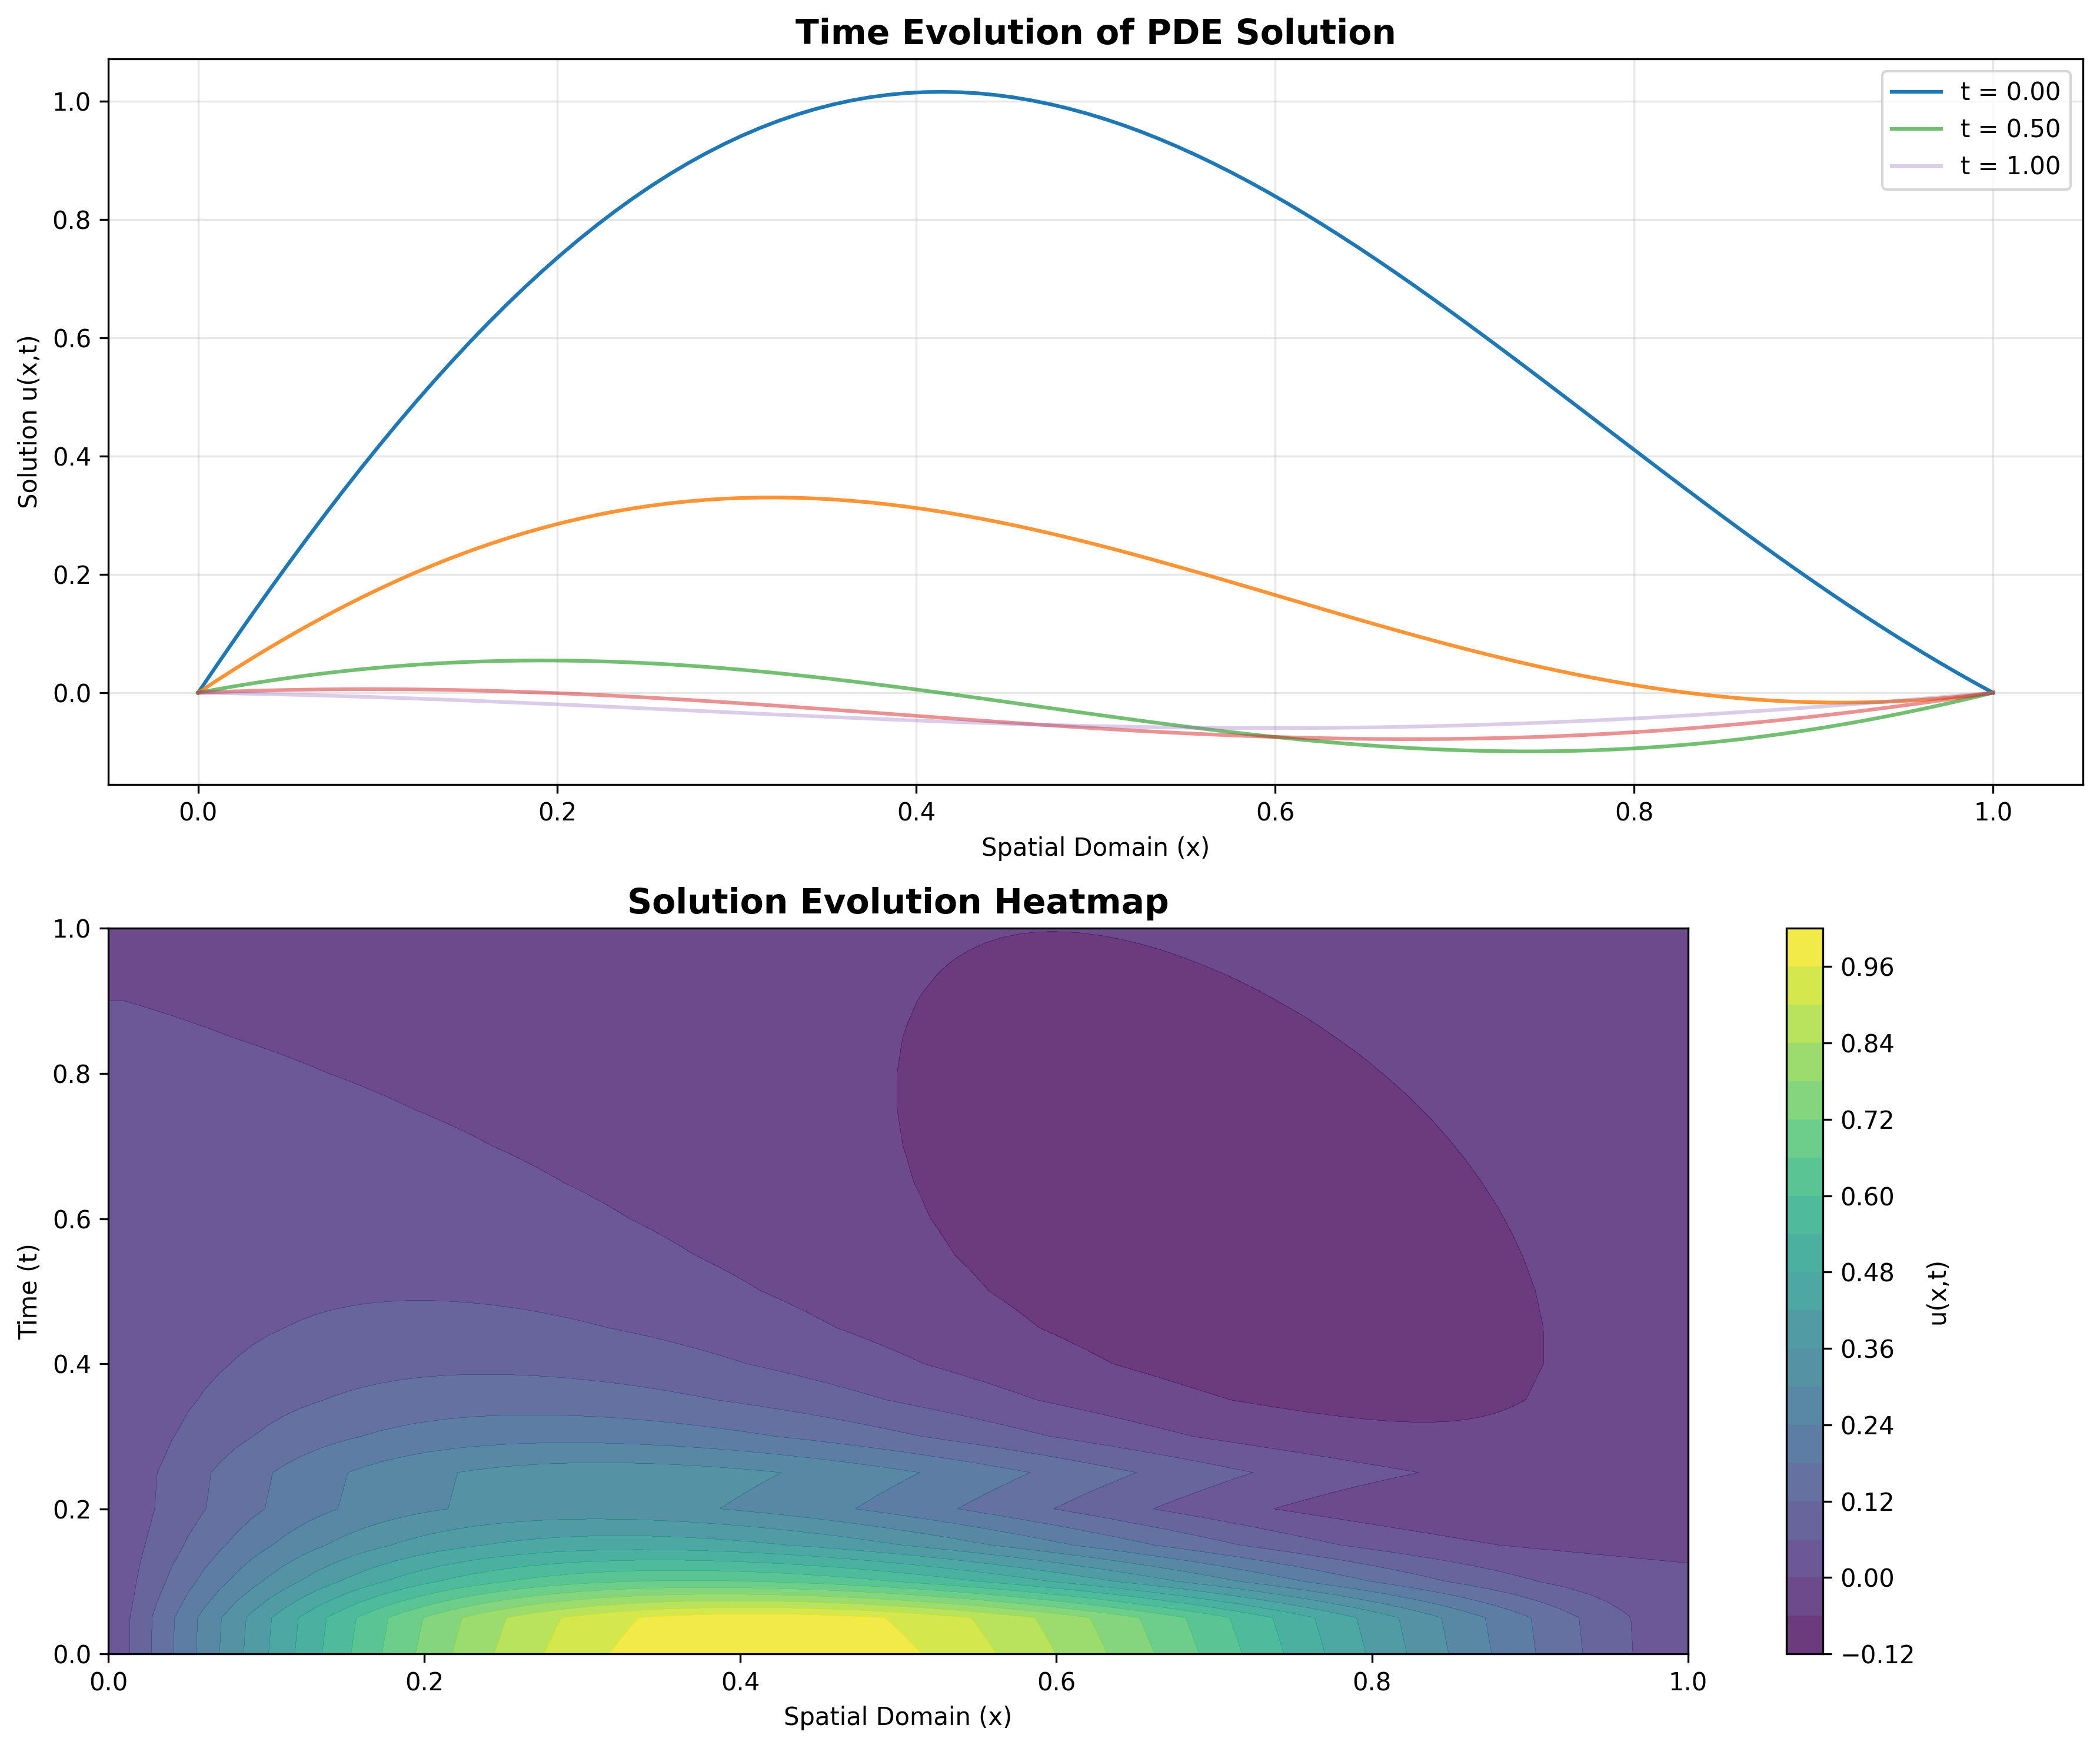 Time Evolution of PDE Solution
1.0
0.8
0.6
0.4
0.2
0.0
Solution u(x,t)
t = 0.00
t = 0.50
t = 1.00
0.0 0.2 0.4 0.6 0.8 1.0
Spatial Domain (x)
Solution Evolution Heatmap
1.0
0.8
0.6
0.4
0.2
0.0
Time (t)
0.0 0.2 0.4 0.6 0.8 1.0
Spatial Domain (x)
0.96
0.84
0.72
0.60
0.48
0.36
0.24
0.12
0.00
−0.12
u(x,t)